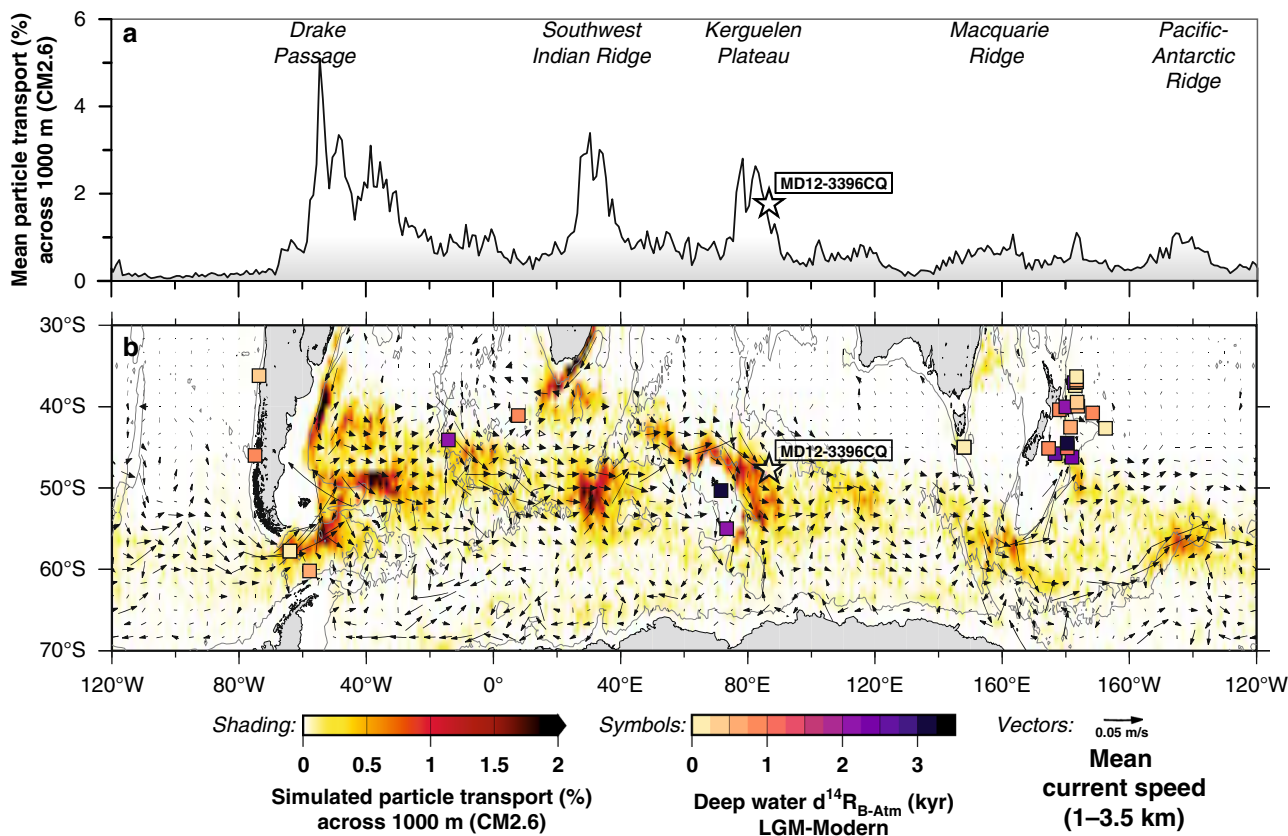 Mean particle transport (%)
across 1000 m (CM2.6)
6
4
2
0
a
Drake
Passage
Southwest
Indian Ridge
Kerguelen
Plateau
Macquarie
Ridge
Pacific-
Antarctic
Ridge
MD12-3396CQ
b
30°S
40°S
50°S
60°S
70°S
MD12-3396CQ
120°W 80°W 40°W 0 40°E 80°E 120°E 160°E 160°W 120°W
Shading:
0 0.5 1 1.5 2
Simulated particle transport (%)
across 1000 m (CM2.6)
Symbols:
0 1 2 3
Deep water d¹⁴R_B-Atm (kyr)
LGM-Modern
Vectors:
0.05 m/s
Mean
current speed
(1–3.5 km)